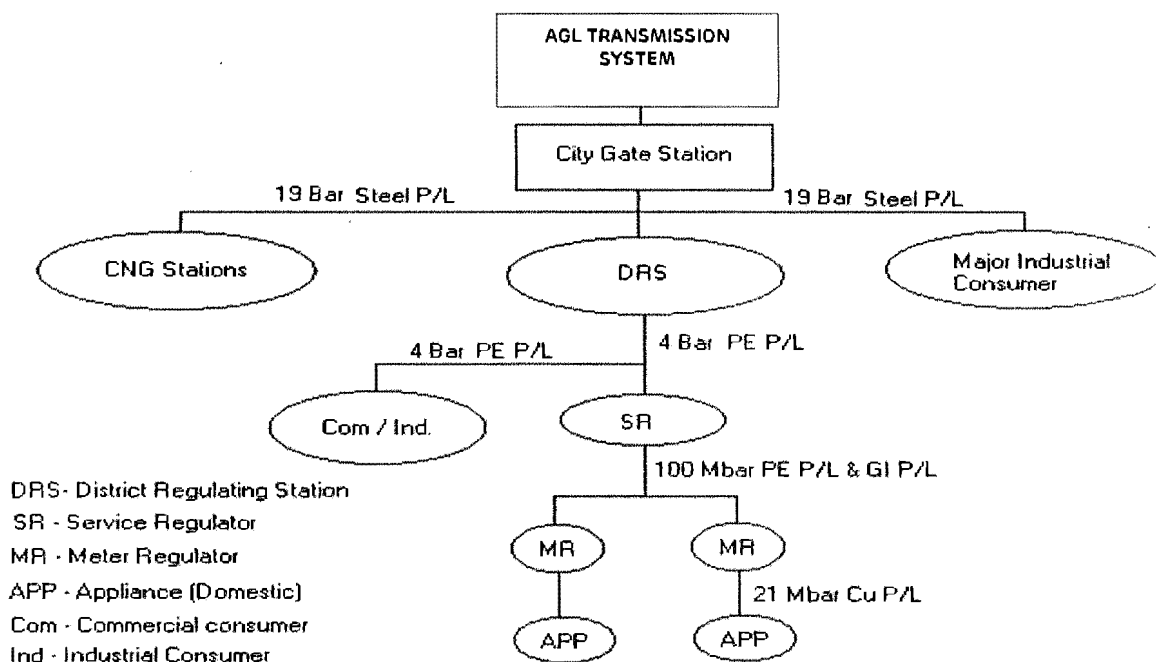 AGL TRANSMISSION
SYSTEM
City Gate Station
19 Bar Steel P/L
19 Bar Steel P/L
CNG Stations
DRS
Major Industrial
Consumer
4 Bar PE P/L
4 Bar PE P/L
Com / Ind.
SR
100 Mbar PE P/L & GI P/L
DRS- District Regulating Station
SR - Service Regulator
MR - Meter Regulator
APP - Appliance (Domestic)
Com - Commercial consumer
Ind - Industrial Consumer
MR
MR
21 Mbar Cu P/L
APP
APP